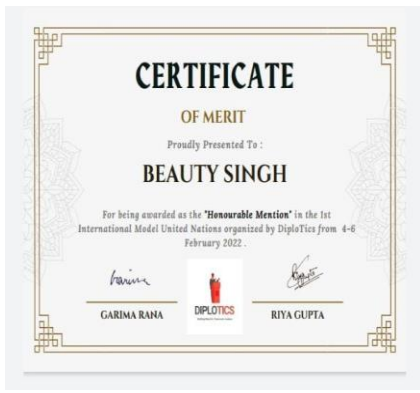 CERTIFICATE
OF MERIT
Proudly Presented To :
BEAUTY SINGH
For being awarded as the "Honourable Mention" in the 1st
International Model United Nations organized by DiploTics from 4-6
February 2022 .
GARIMA RANA
DIPLOTICS
RIYA GUPTA